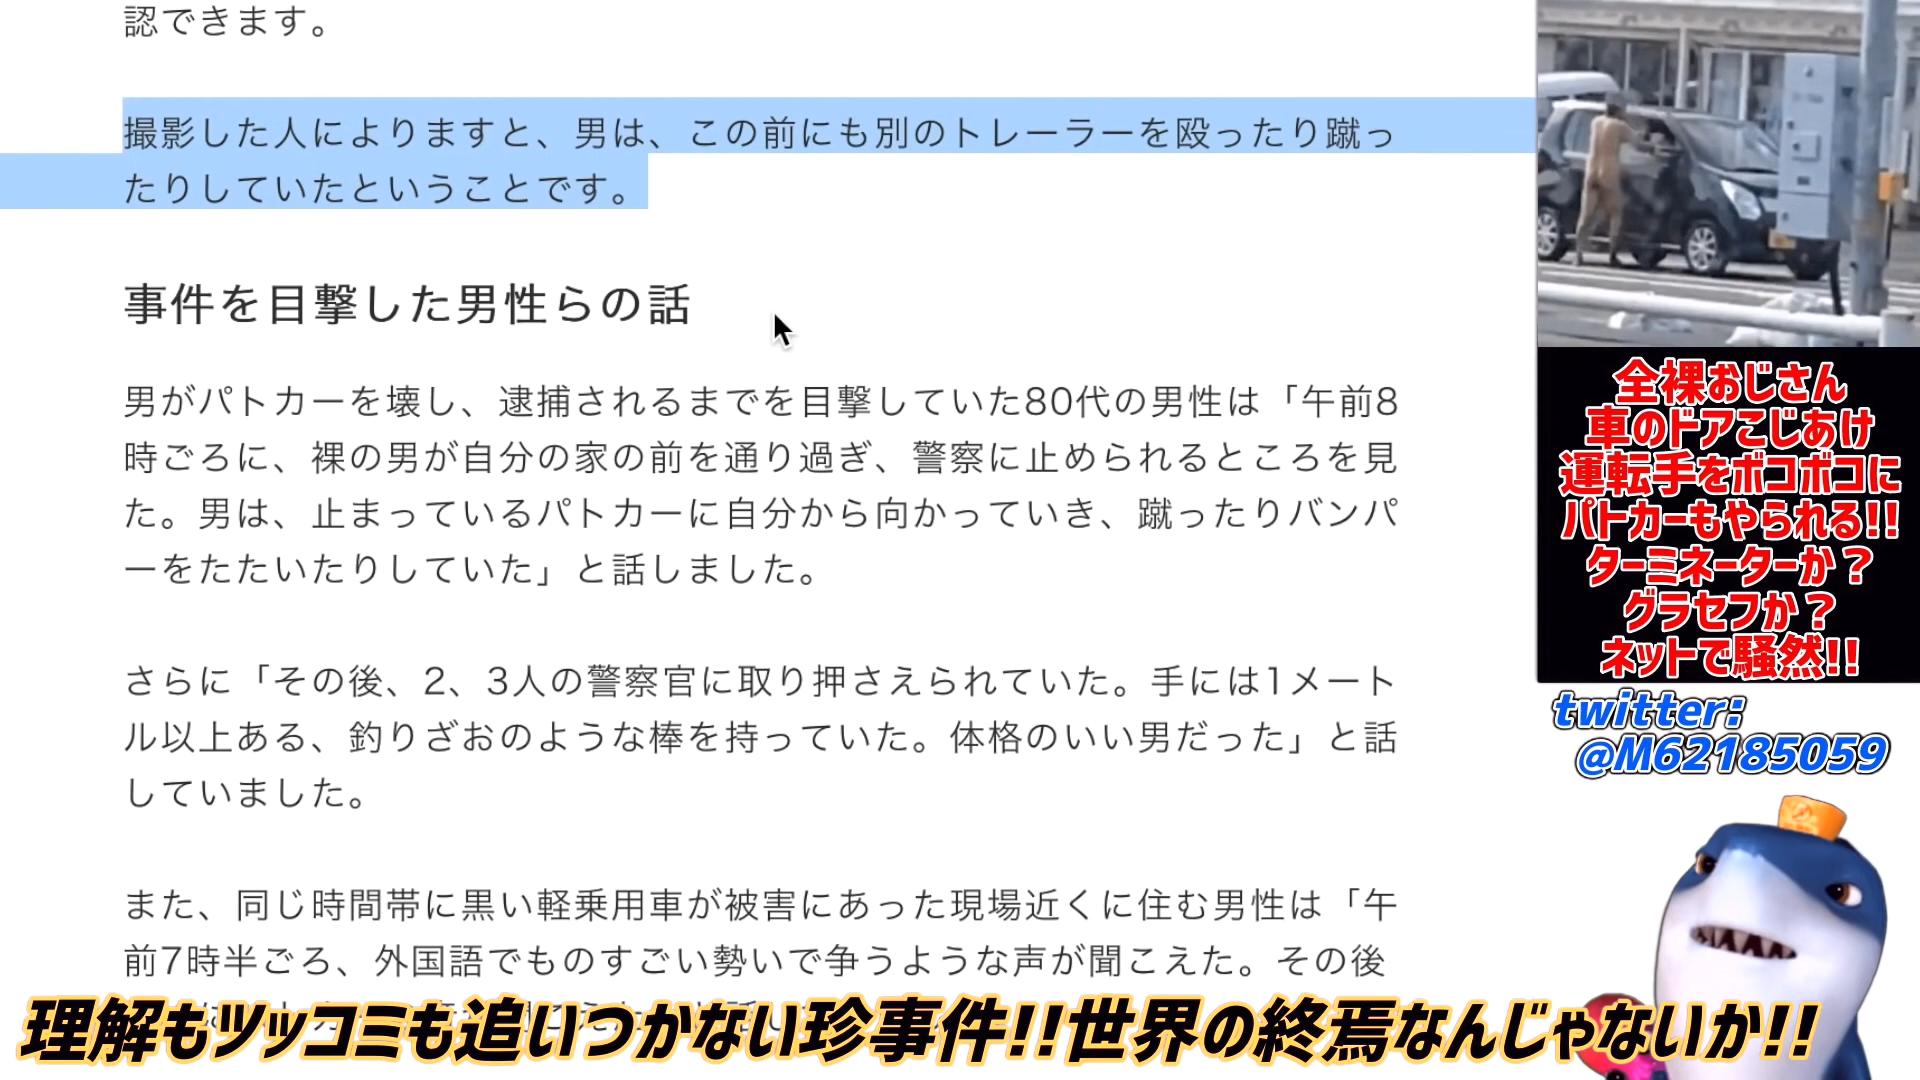 認できます。
撮影した人によりますと、男は、この前にも別のトレーラーを殴ったり蹴っ
たりしていたということです。
事件を目撃した男性らの話
男がパトカーを壊し、逮捕されるまでを目撃していた80代の男性は「午前8
時ごろに、裸の男が自分の家の前を通り過ぎ、警察に止められるところを見
た。男は、止まっているパトカーに自分から向かっていき、蹴ったりバンパ
ーをたたいたりしていた」と話しました。
さらに「その後、2、3人の警察官に取り押さえられていた。手には1メート
ル以上ある、釣りざおのような棒を持っていた。体格のいい男だった」と話
していました。
また、同じ時間帯に黒い軽乗用車が被害にあった現場近くに住む男性は「午
前7時半ごろ、外国語でものすごい勢いで争うような声が聞こえた。その後
全裸おじさん
車のドアこじあけ
運転手をボコボコに
パトカーもやられる!!
ターミネーターか？
グラセフか？
ネットで騒然!!
twitter:
@M62185059
理解もツッコミも追いつかない珍事件!!世界の終焉なんじゃないか!!